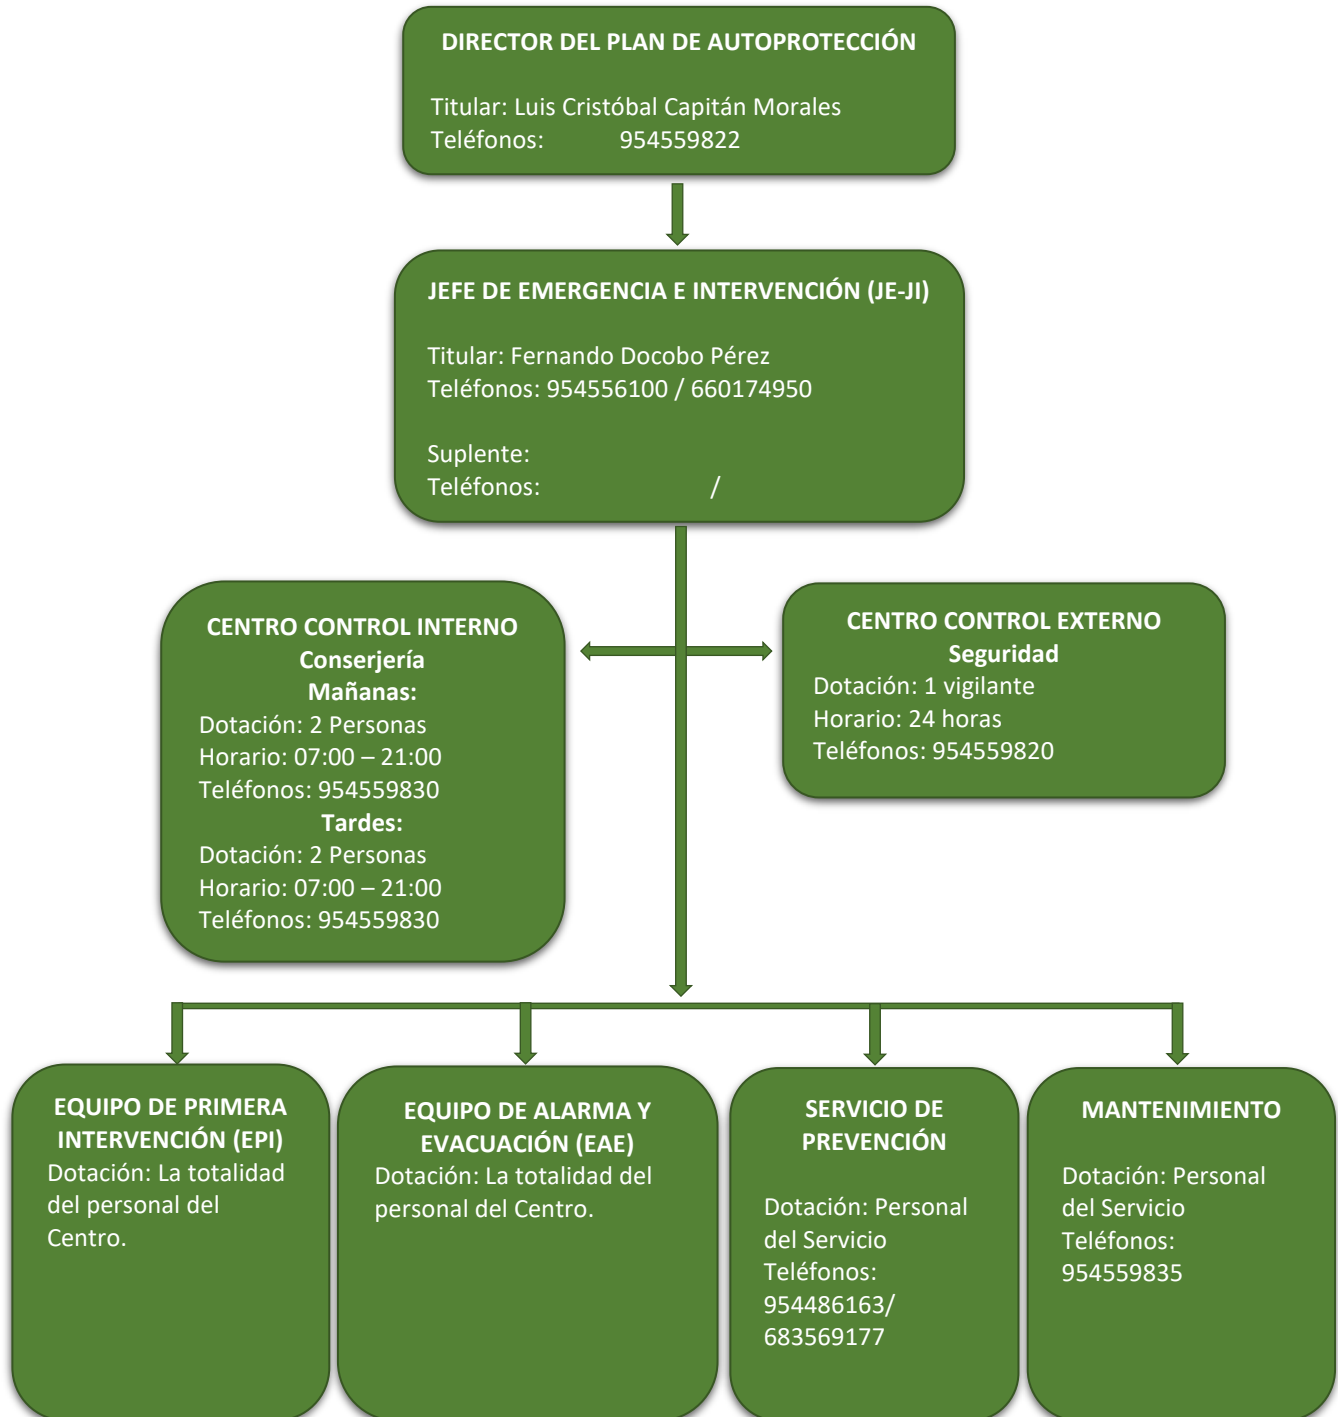 DIRECTOR DEL PLAN DE AUTOPROTECCIÓN
Titular: Luis Cristóbal Capitán Morales
Teléfonos: 954559822
JEFE DE EMERGENCIA E INTERVENCIÓN (JE-JI)
Titular: Fernando Docobo Pérez
Teléfonos: 954556100 / 660174950
Suplente:
Teléfonos: /
CENTRO CONTROL INTERNO
Conserjería
Mañanas:
Dotación: 2 Personas
Horario: 07:00 – 21:00
Teléfonos: 954559830
Tardes:
Dotación: 2 Personas
Horario: 07:00 – 21:00
Teléfonos: 954559830
CENTRO CONTROL EXTERNO
Seguridad
Dotación: 1 vigilante
Horario: 24 horas
Teléfonos: 954559820
EQUIPO DE PRIMERA
INTERVENCIÓN (EPI)
Dotación: La totalidad
del personal del
Centro.
EQUIPO DE ALARMA Y
EVACUACIÓN (EAE)
Dotación: La totalidad del
personal del Centro.
SERVICIO DE
PREVENCIÓN
Dotación: Personal
del Servicio
Teléfonos:
954486163/
683569177
MANTENIMIENTO
Dotación: Personal
del Servicio
Teléfonos:
954559835